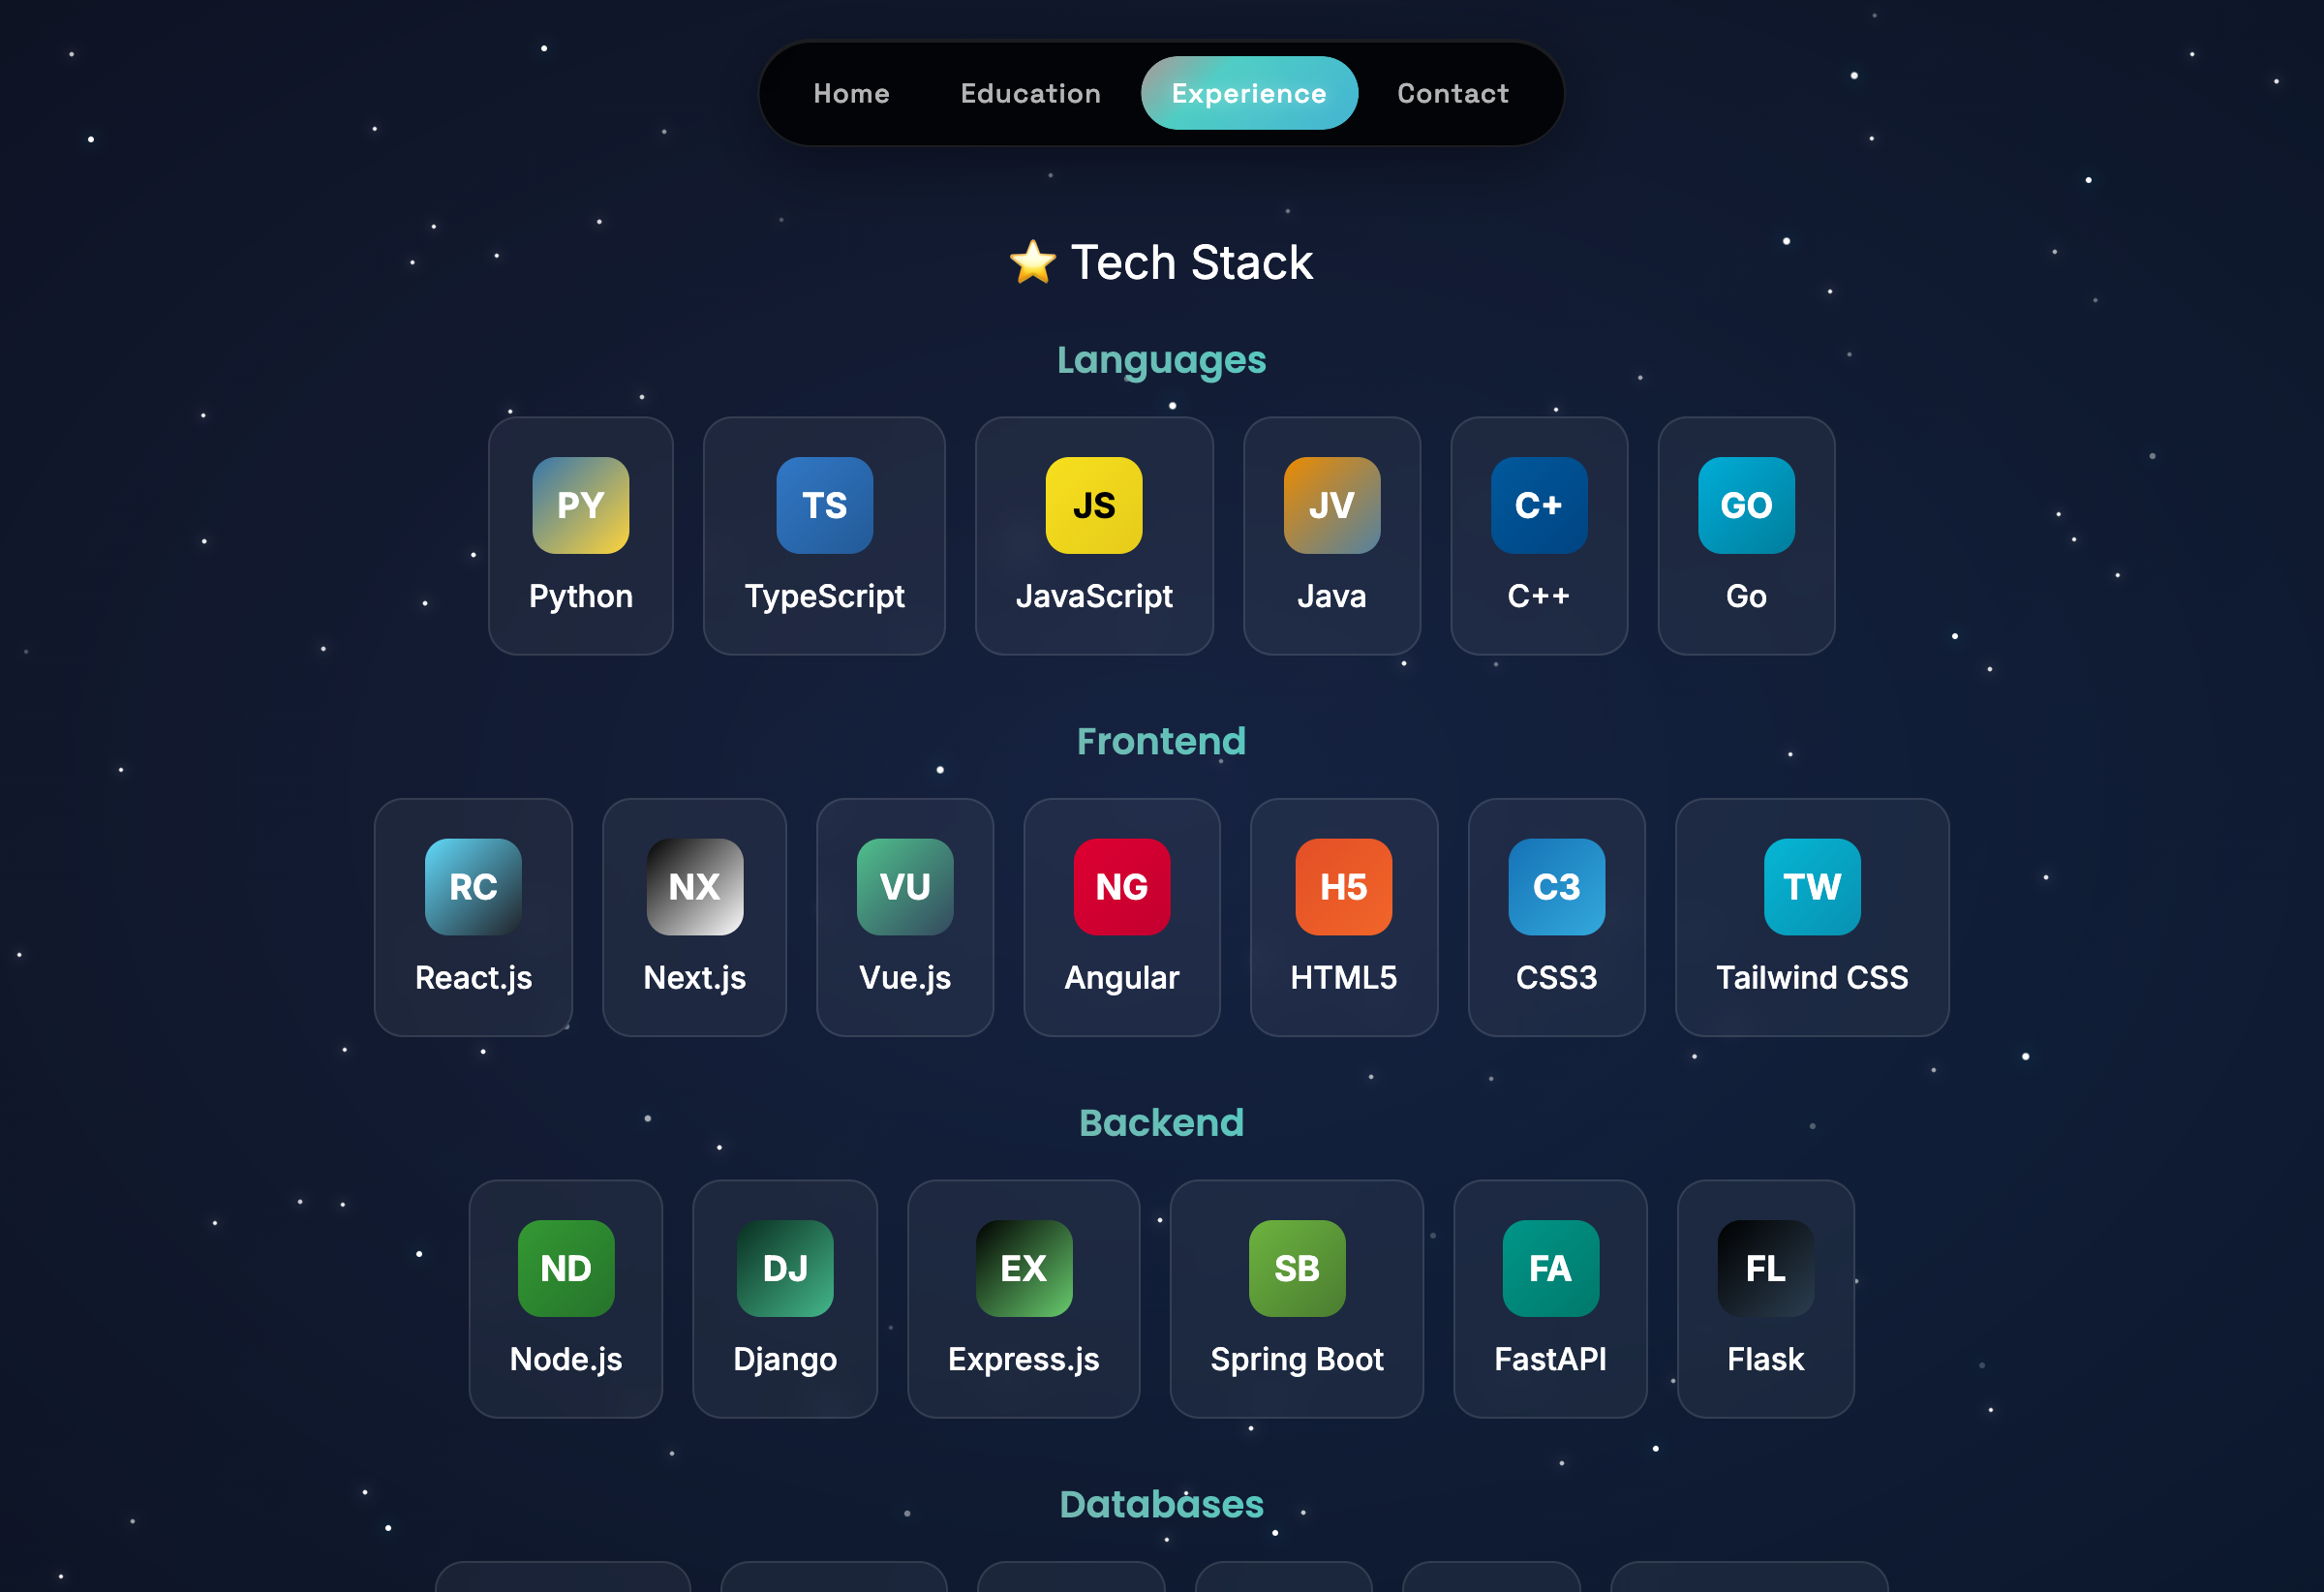 Home Education Experience Contact
⭐ Tech Stack
Languages
PY TS JS JV C+ GO
Python TypeScript JavaScript Java C++ Go
Frontend
RC NX VU NG H5 C3 TW
React.js Next.js Vue.js Angular HTML5 CSS3 Tailwind CSS
Backend
ND DJ EX SB FA FL
Node.js Django Express.js Spring Boot FastAPI Flask
Databases